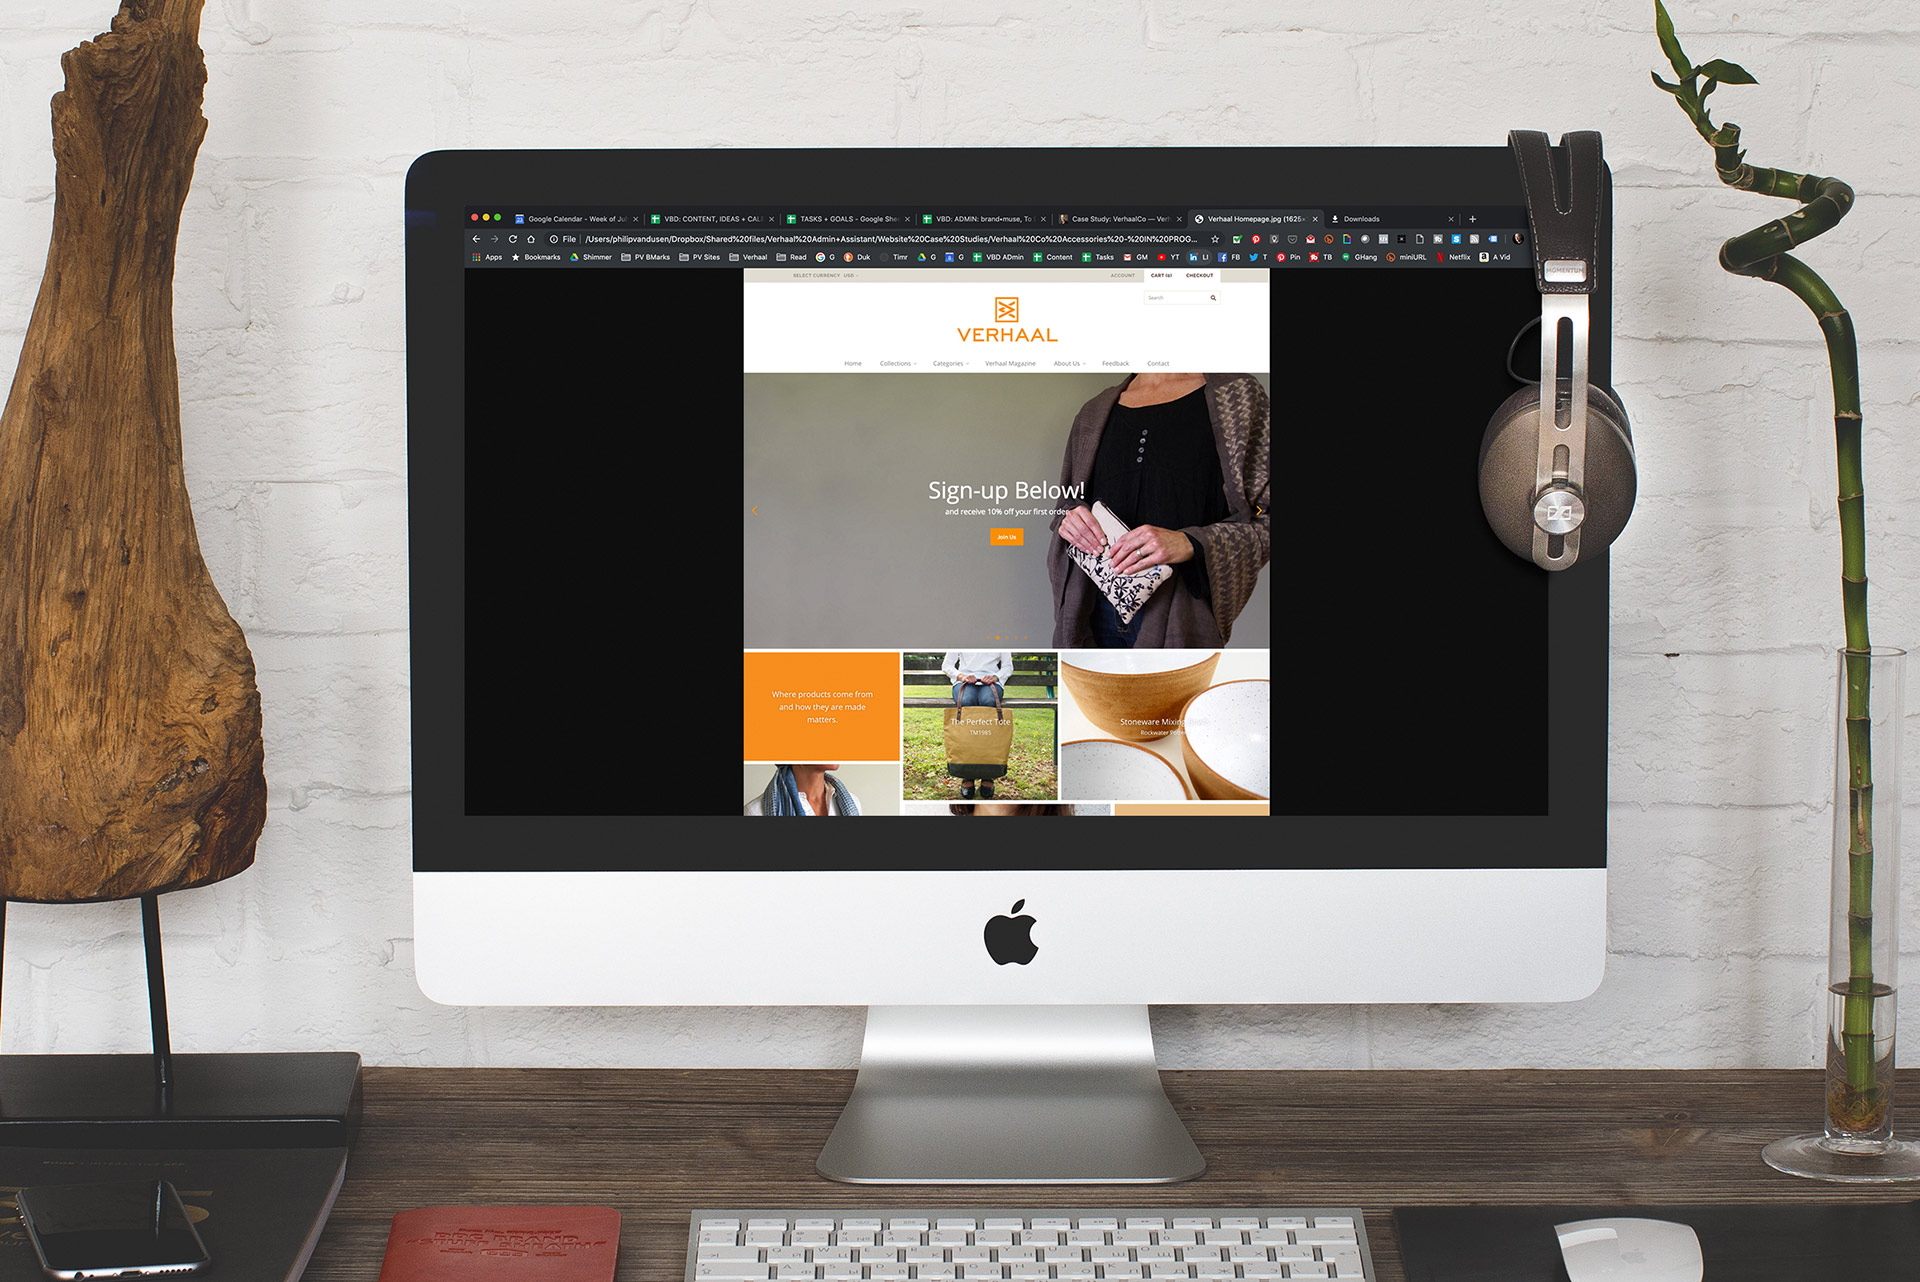 Google Calendar - Week of Jul
VBD: CONTENT, IDEAS + CAL
TASKS + GOALS - Google She
VBD: ADMIN: brand•muse, To
Case Study: VerhaalCo — Verh
Verhaal Homepage.jpg (1625×
Downloads
File /Users/philipvandusen/Dropbox/Shared%20files/Verhaal%20Admin+Assistant/Website%20Case%20Studies/Verhaal%20Co%20Accessories%20-%20IN%20PROG...
Apps Bookmarks Shimmer PV BMarks PV Sites Verhaal Read G Duk Timr G G VBD ADmin Content Tasks GM YT LI FB T Pin TB GHang miniURL Netflix A Vid
SELECT CURRENCY USD ACCOUNT CART (0) CHECKOUT
Search
VERHAAL
Home Collections Categories Verhaal Magazine About Us Feedback Contact
Sign-up Below!
and receive 10% off your first order
Join Us
Where products come from
and how they are made
matters.
The Perfect Tote
TM1985
Stoneware Mixing
Rockwater
MOMENTUM
DDC BRAND